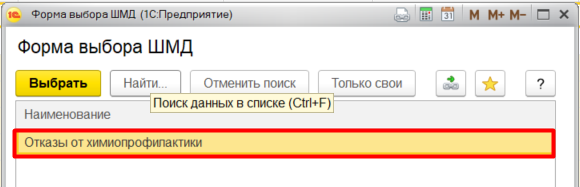 Форма выбора ШМД (1С:Предприятие)
31 M M+ M-
Форма выбора ШМД
Выбрать Найти... Отменить поиск Только свои ?
Поиск данных в списке (Ctrl+F)
Наименование
Отказы от химиопрофилактики